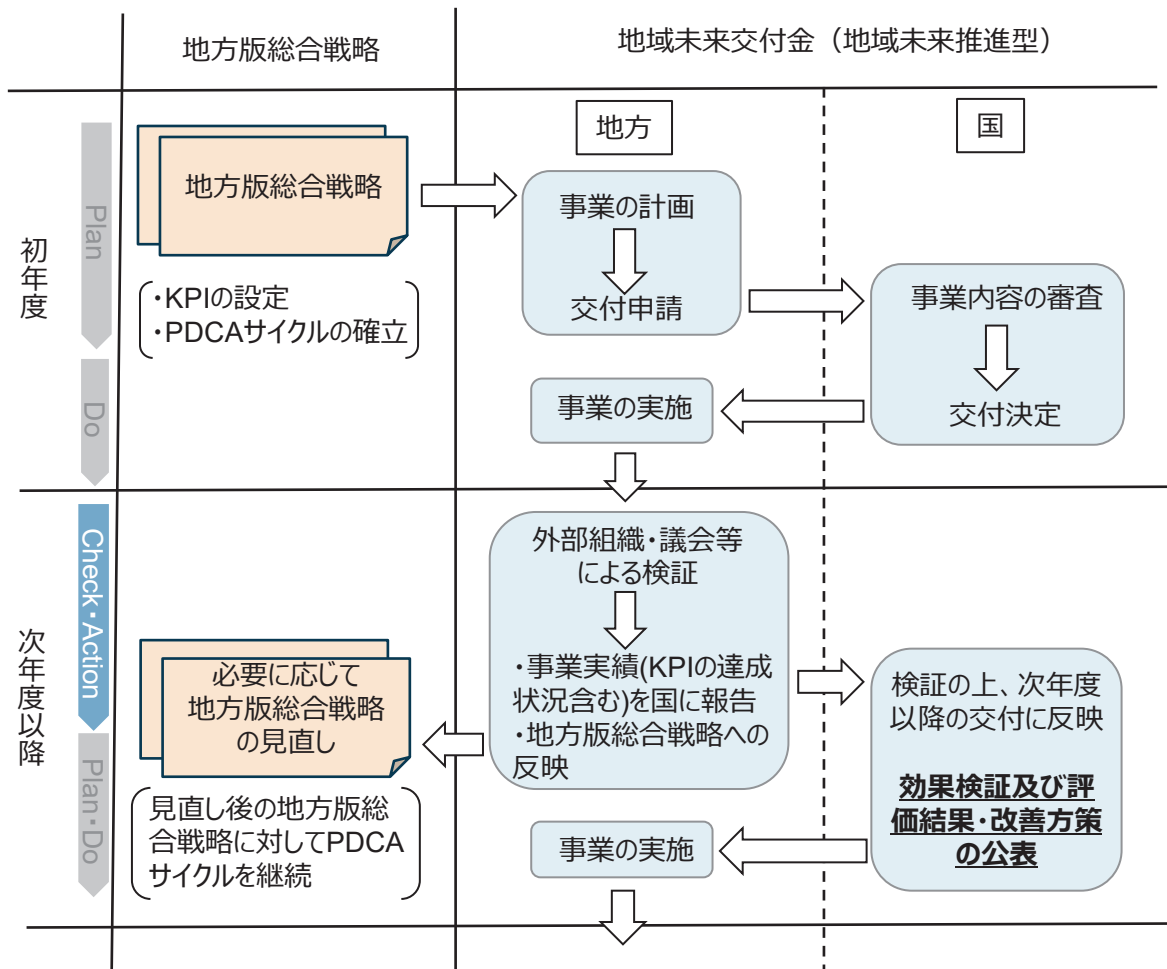 地方版総合戦略
地域未来交付金（地域未来推進型）
地方
国
初年度
Plan
Do
地方版総合戦略
・KPIの設定
・PDCAサイクルの確立
事業の計画
交付申請
事業内容の審査
交付決定
事業の実施
次年度以降
Check・Action
Plan・Do
外部組織・議会等
による検証
・事業実績(KPIの達成
状況含む)を国に報告
・地方版総合戦略への
反映
必要に応じて
地方版総合戦略
の見直し
見直し後の地方版総
合戦略に対してPDCA
サイクルを継続
検証の上、次年度
以降の交付に反映
効果検証及び評
価結果・改善方策
の公表
事業の実施